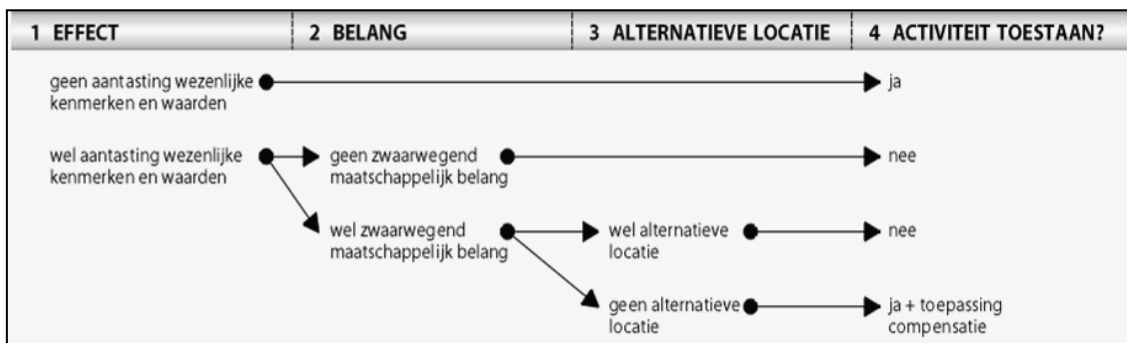 1 EFFECT
2 BELANG
3 ALTERNATIEVE LOCATIE
4 ACTIVITEIT TOESTAAN?
geen aantasting wezenlijke
kenmerken en waarden
ja
wel aantasting wezenlijke
kenmerken en waarden
geen zwaarwegend
maatschappelijk belang
nee
wel zwaarwegend
maatschappelijk belang
wel alternatieve
locatie
nee
geen alternatieve
locatie
ja + toepassing
compensatie